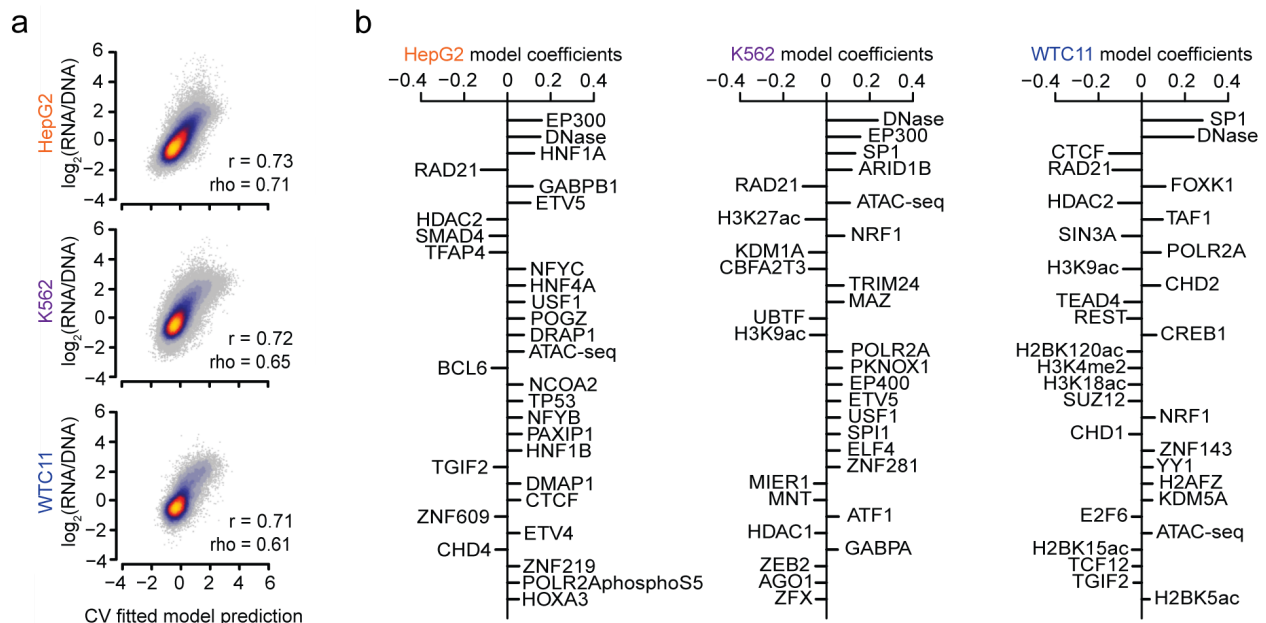 a
b
HepG2
log2(RNA/DNA)
6
4
2
0
−2
−4
r = 0.73
rho = 0.71
K562
log2(RNA/DNA)
6
4
2
0
−2
−4
r = 0.72
rho = 0.65
WTC11
log2(RNA/DNA)
6
4
2
0
−2
−4
r = 0.71
rho = 0.61
−4 −2 0 2 4 6
CV fitted model prediction
HepG2 model coefficients
−0.4 0 0.2 0.4
EP300
DNase
HNF1A
RAD21
GABPB1
ETV5
HDAC2
SMAD4
TFAP4
NFYC
HNF4A
USF1
POGZ
DRAP1
ATAC-seq
BCL6
NCOA2
TP53
NFYB
PAXIP1
HNF1B
TGIF2
DMAP1
CTCF
ZNF609
ETV4
CHD4
ZNF219
POLR2AphosphoS5
HOXA3
K562 model coefficients
−0.4 0 0.2 0.4
DNase
EP300
SP1
ARID1B
RAD21
ATAC-seq
H3K27ac
NRF1
KDM1A
CBFA2T3
TRIM24
MAZ
UBTF
H3K9ac
POLR2A
PKNOX1
EP400
ETV5
USF1
SPI1
ELF4
ZNF281
MIER1
MNT
ATF1
HDAC1
GABPA
ZEB2
AGO1
ZFX
WTC11 model coefficients
−0.4 0 0.2 0.4
SP1
DNase
CTCF
RAD21
FOXK1
HDAC2
TAF1
SIN3A
POLR2A
H3K9ac
CHD2
TEAD4
REST
CREB1
H2BK120ac
H3K4me2
H3K18ac
SUZ12
NRF1
CHD1
ZNF143
YY1
H2AFZ
KDM5A
E2F6
ATAC-seq
H2BK15ac
TCF12
TGIF2
H2BK5ac